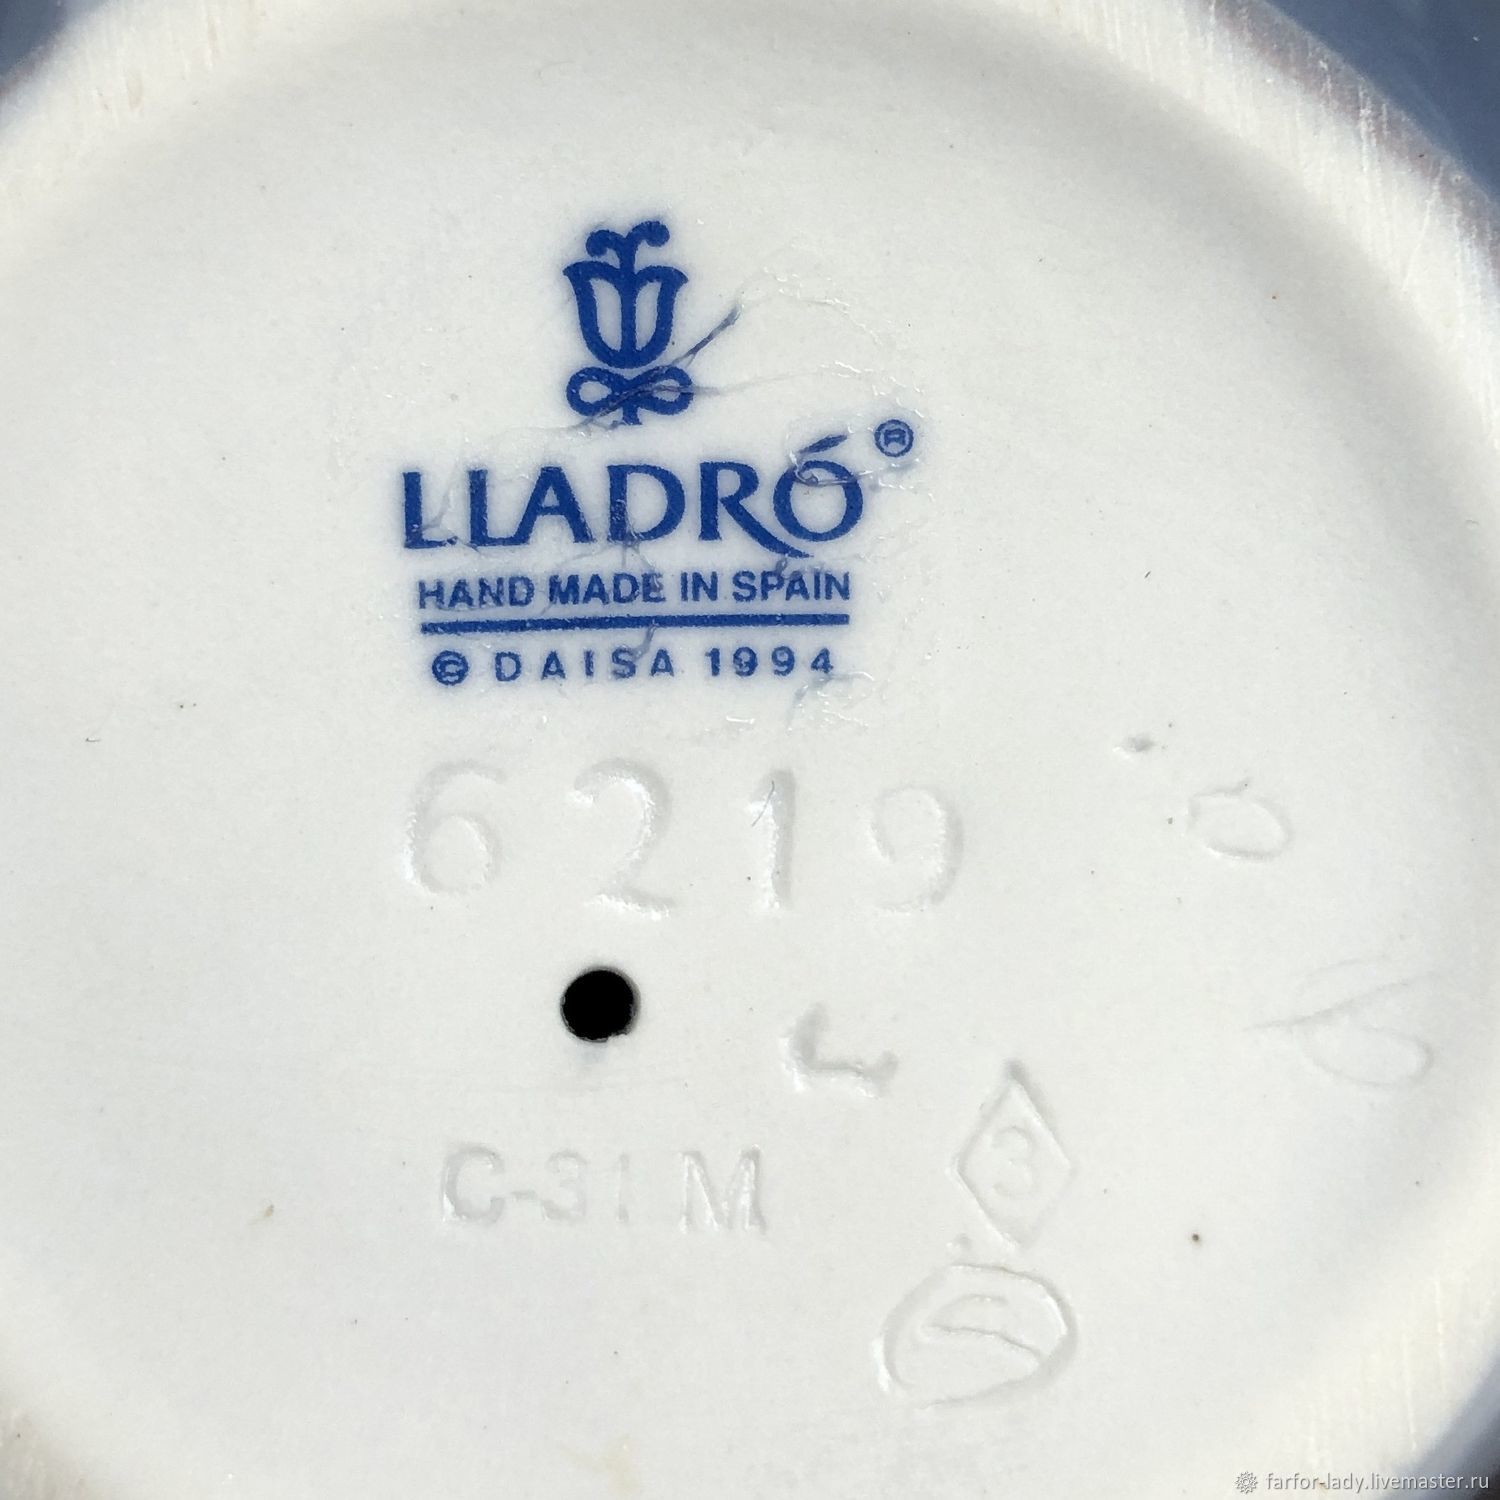 LLADRÓ®
HAND MADE IN SPAIN
© DAISA 1994
6219
C-31 M
3
farfor-lady.livemaster.ru